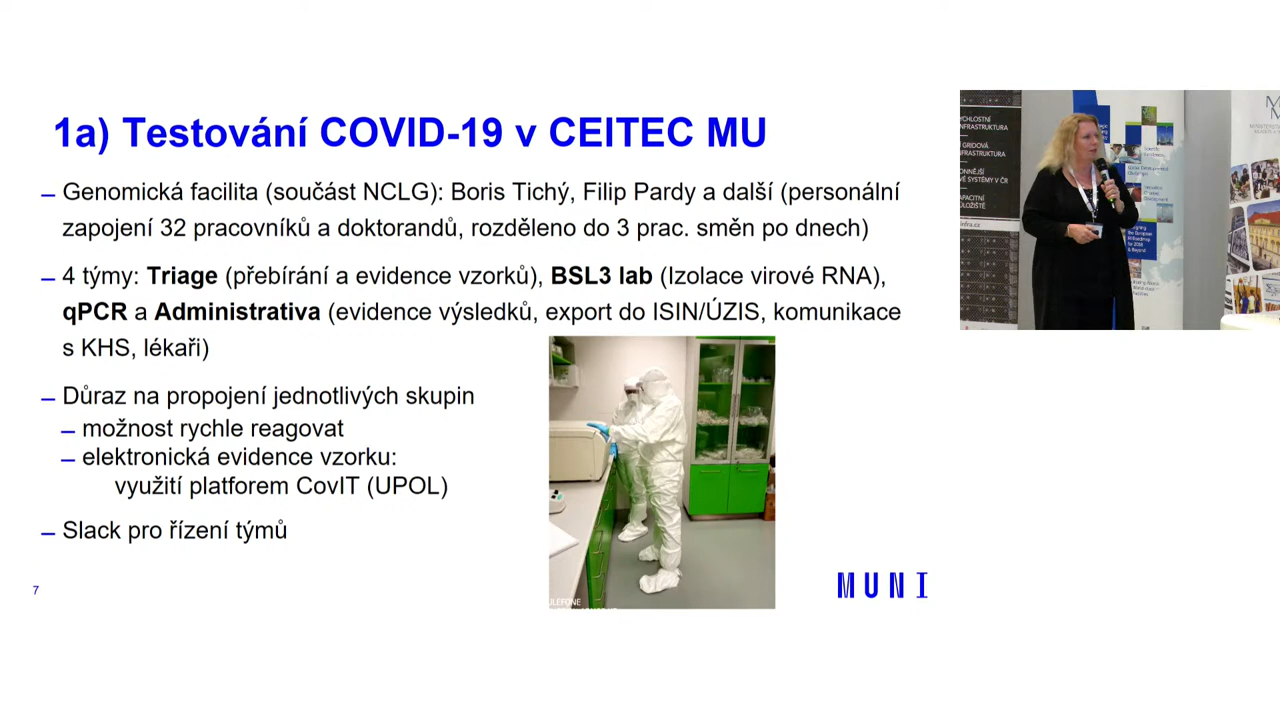 1a) Testování COVID-19 v CEITEC MU
– Genomická facilita (součást NCLG): Boris Tichý, Filip Pardy a další (personální
zapojení 32 pracovníků a doktorandů, rozděleno do 3 prac. směn po dnech)
– 4 týmy: Triage (přebírání a evidence vzorků), BSL3 lab (Izolace virové RNA),
qPCR a Administrativa (evidence výsledků, export do ISIN/ÚZIS, komunikace
s KHS, lékaři)
– Důraz na propojení jednotlivých skupin
– možnost rychle reagovat
– elektronická evidence vzorku:
využití platforem CovIT (UPOL)
– Slack pro řízení týmů
7
MUNI